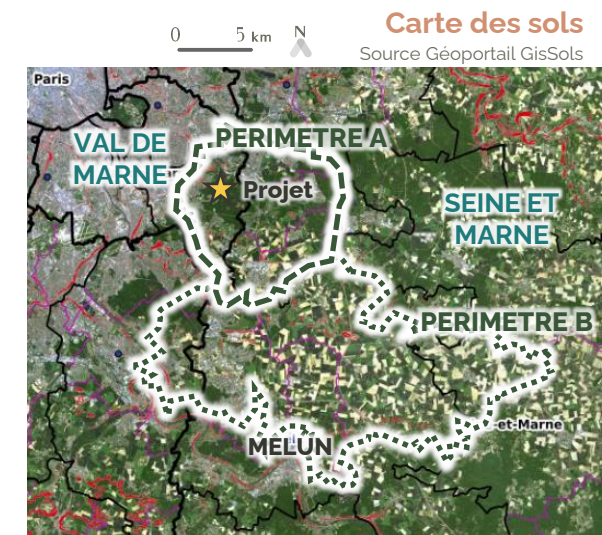 Carte des sols
0 5 km N
Source Géoportail GisSols
Paris
VAL DE
MARNE
PERIMETRE A
Projet
SEINE ET
MARNE
PERIMETRE B
-et-Marne
MELUN